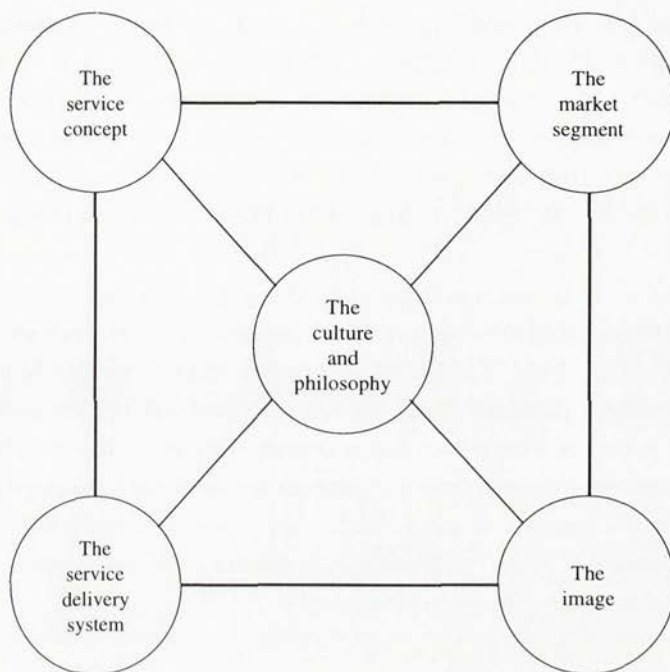 The
service
concept
The
market
segment
The
culture
and
philosophy
The
service
delivery
system
The
image